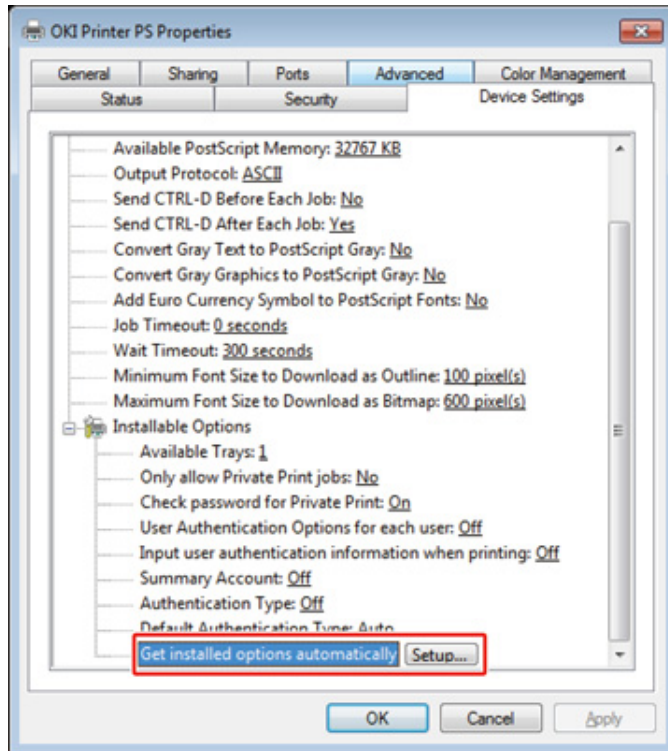 OKI Printer PS Properties
General Sharing Ports Advanced Color Management
Status Security Device Settings
Available PostScript Memory: 32767 KB
Output Protocol: ASCII
Send CTRL-D Before Each Job: No
Send CTRL-D After Each Job: Yes
Convert Gray Text to PostScript Gray: No
Convert Gray Graphics to PostScript Gray: No
Add Euro Currency Symbol to PostScript Fonts: No
Job Timeout: 0 seconds
Wait Timeout: 300 seconds
Minimum Font Size to Download as Outline: 100 pixel(s)
Maximum Font Size to Download as Bitmap: 600 pixel(s)
Installable Options
Available Trays: 1
Only allow Private Print jobs: No
Check password for Private Print: On
User Authentication Options for each user: Off
Input user authentication information when printing: Off
Summary Account: Off
Authentication Type: Off
Default Authentication Type: Auto
Get installed options automatically Setup...
OK Cancel Apply